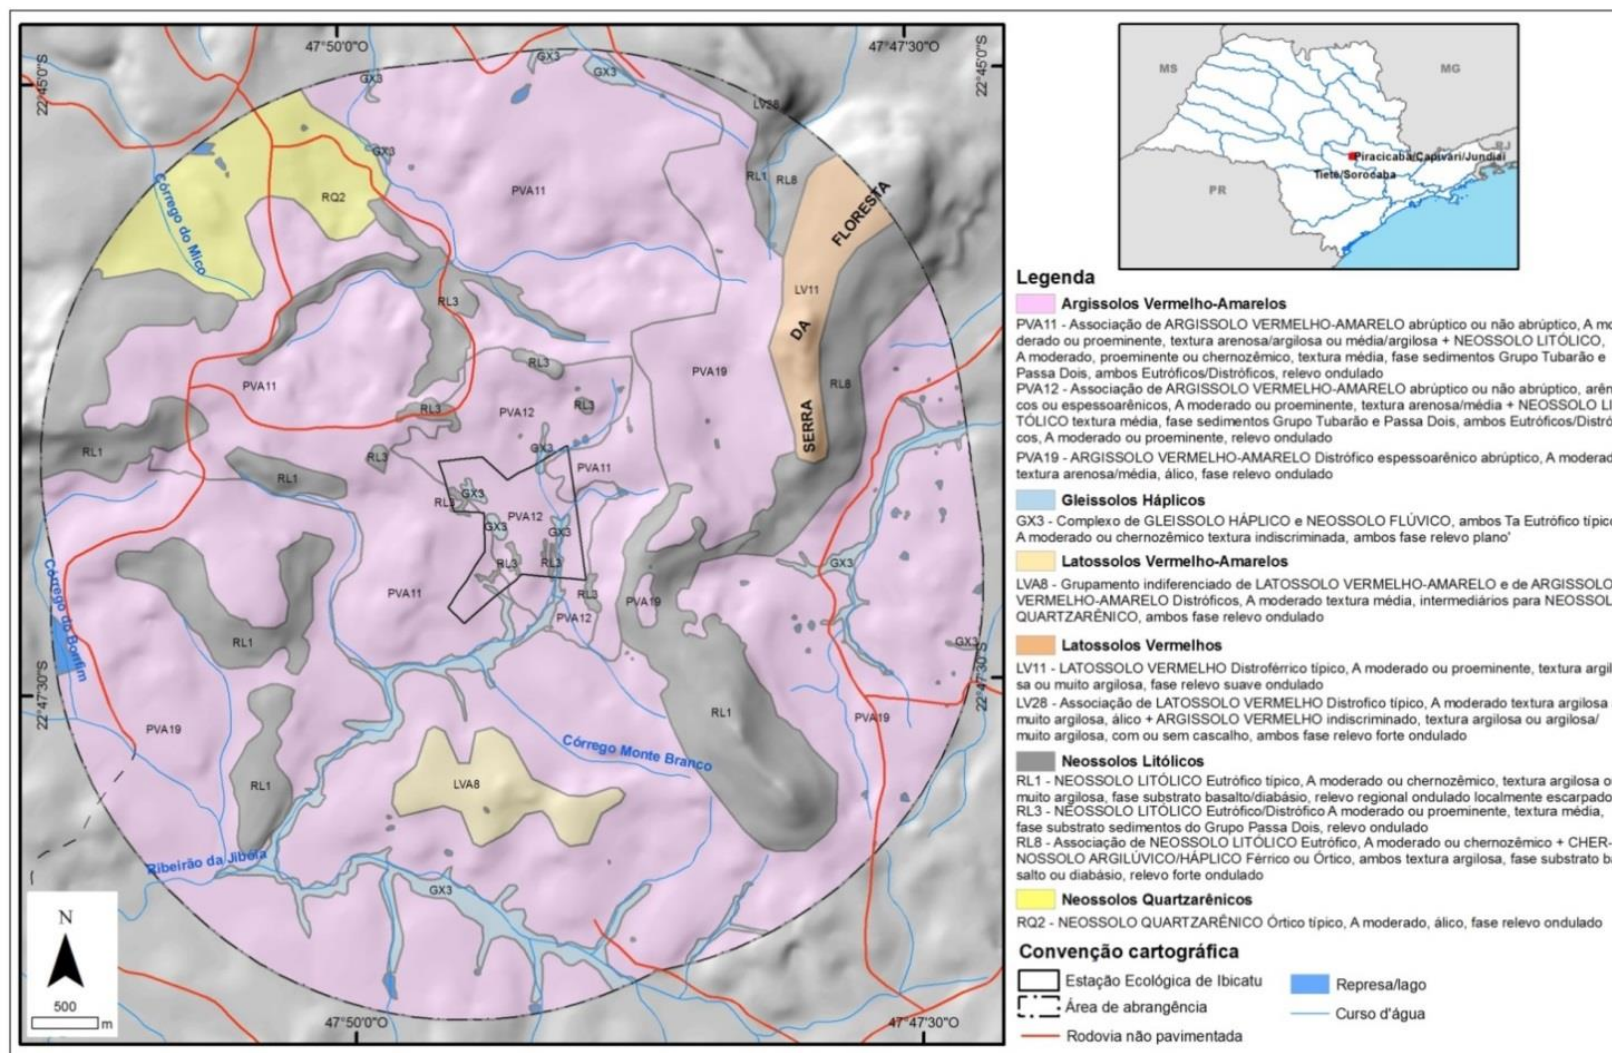 47°50'0"O
47°47'30"O
22°45'0"S
22°45'0"S
GX3
GX3
GX3
LV28
GX3
RL1
RL8
RQ2
PVA11
Córrego do Mico
FLORESTA
LV11
DA
SERRA
RL3
RL3
PVA11
PVA19
RL8
PVA12
RL3
RL3
GX3
RL1
RL3
PVA11
RL1
GX3
RL3
PVA12
GX3
GX3
RL3
RL3
GX3
PVA11
RL3
PVA19
PVA12
Córrego do Bonfim
RL1
GX3
22°47'30"S
22°47'30"S
RL1
PVA19
PVA19
Córrego Monte Branco
RL1
LVA8
Ribeirão da Jibóia
GX3
N
500
m
47°50'0"O
47°47'30"O
MS
MG
RJ
PR
Piracicaba/Capivari/Jundiaí
Tietê/Sorocaba
Legenda
Argissolos Vermelho-Amarelos
PVA11 - Associação de ARGISSOLO VERMELHO-AMARELO abrúptico ou não abrúptico, A mo
derado ou proeminente, textura arenosa/argilosa ou média/argilosa + NEOSSOLO LITÓLICO,
A moderado, proeminente ou chernozêmico, textura média, fase sedimentos Grupo Tubarão e
Passa Dois, ambos Eutróficos/Distróficos, relevo ondulado
PVA12 - Associação de ARGISSOLO VERMELHO-AMARELO abrúptico ou não abrúptico, arên
cos ou espessoarênicos, A moderado ou proeminente, textura arenosa/média + NEOSSOLO LI
TÓLICO textura média, fase sedimentos Grupo Tubarão e Passa Dois, ambos Eutróficos/Distró
cos, A moderado ou proeminente, relevo ondulado
PVA19 - ARGISSOLO VERMELHO-AMARELO Distrófico espessoarênico abrúptico, A moderad
textura arenosa/média, álico, fase relevo ondulado
Gleissolos Háplicos
GX3 - Complexo de GLEISSOLO HÁPLICO e NEOSSOLO FLÚVICO, ambos Ta Eutrófico típico
A moderado ou chernozêmico textura indiscriminada, ambos fase relevo plano'
Latossolos Vermelho-Amarelos
LVA8 - Grupamento indiferenciado de LATOSSOLO VERMELHO-AMARELO e de ARGISSOLO
VERMELHO-AMARELO Distróficos, A moderado textura média, intermediários para NEOSSOL
QUARTZARÊNICO, ambos fase relevo ondulado
Latossolos Vermelhos
LV11 - LATOSSOLO VERMELHO Distroférrico típico, A moderado ou proeminente, textura argil
sa ou muito argilosa, fase relevo suave ondulado
LV28 - Associação de LATOSSOLO VERMELHO Distrofico típico, A moderado textura argilosa
muito argilosa, álico + ARGISSOLO VERMELHO indiscriminado, textura argilosa ou argilosa/
muito argilosa, com ou sem cascalho, ambos fase relevo forte ondulado
Neossolos Litólicos
RL1 - NEOSSOLO LITÓLICO Eutrófico típico, A moderado ou chernozêmico, textura argilosa o
muito argilosa, fase substrato basalto/diabásio, relevo regional ondulado localmente escarpado
RL3 - NEOSSOLO LITÓLICO Eutrófico/Distrófico A moderado ou proeminente, textura média,
fase substrato sedimentos do Grupo Passa Dois, relevo ondulado
RL8 - Associação de NEOSSOLO LITÓLICO Eutrófico, A moderado ou chernozêmico + CHER-
NOSSOLO ARGILÚVICO/HÁPLICO Férrico ou Órtico, ambos textura argilosa, fase substrato ba
salto ou diabásio, relevo forte ondulado
Neossolos Quartzarênicos
RQ2 - NEOSSOLO QUARTZARÊNICO Órtico típico, A moderado, álico, fase relevo ondulado
Convenção cartográfica
Estação Ecológica de Ibicatu
Represa/lago
Área de abrangência
Curso d'água
Rodovia não pavimentada